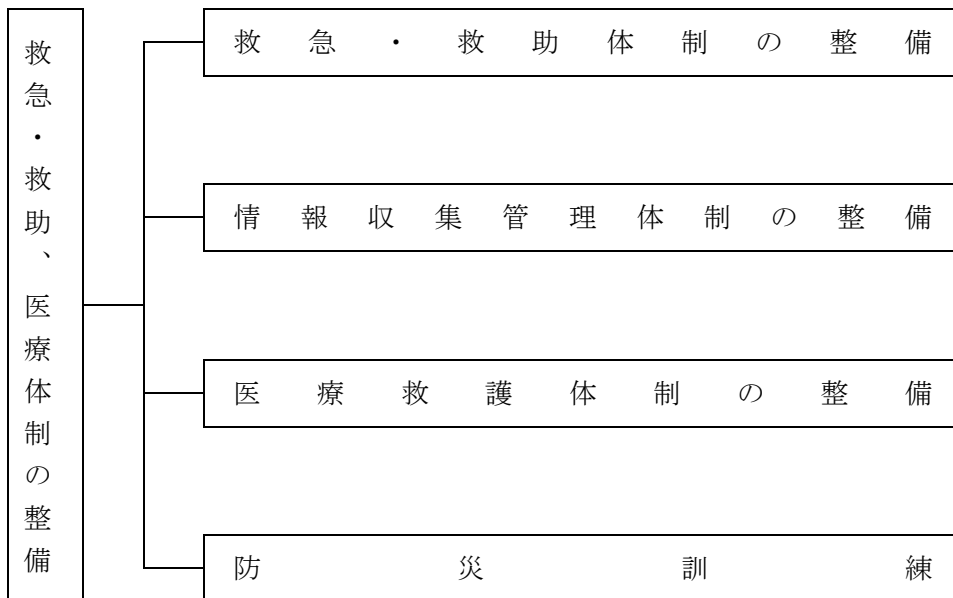 救急・救助、医療体制の整備
救急・救助体制の整備
情報収集管理体制の整備
医療救護体制の整備
防災訓練